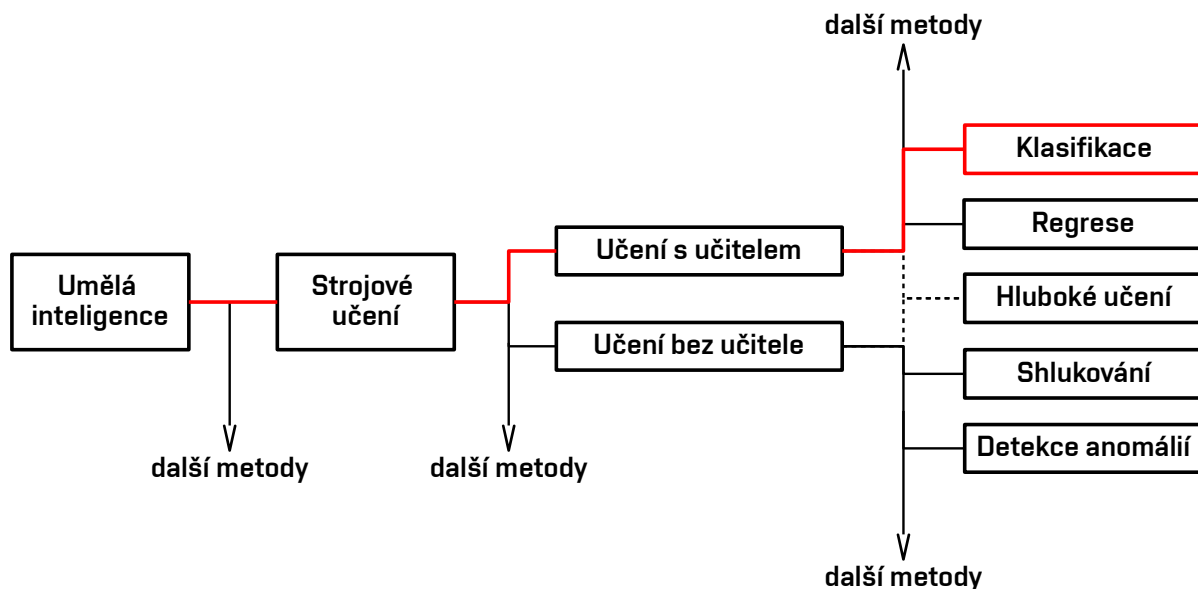 další metody
Klasifikace
Regrese
Učení s učitelem
Umělá
inteligence
Strojové
učení
Hluboké učení
Učení bez učitele
Shlukování
Detekce anomálií
další metody
další metody
další metody